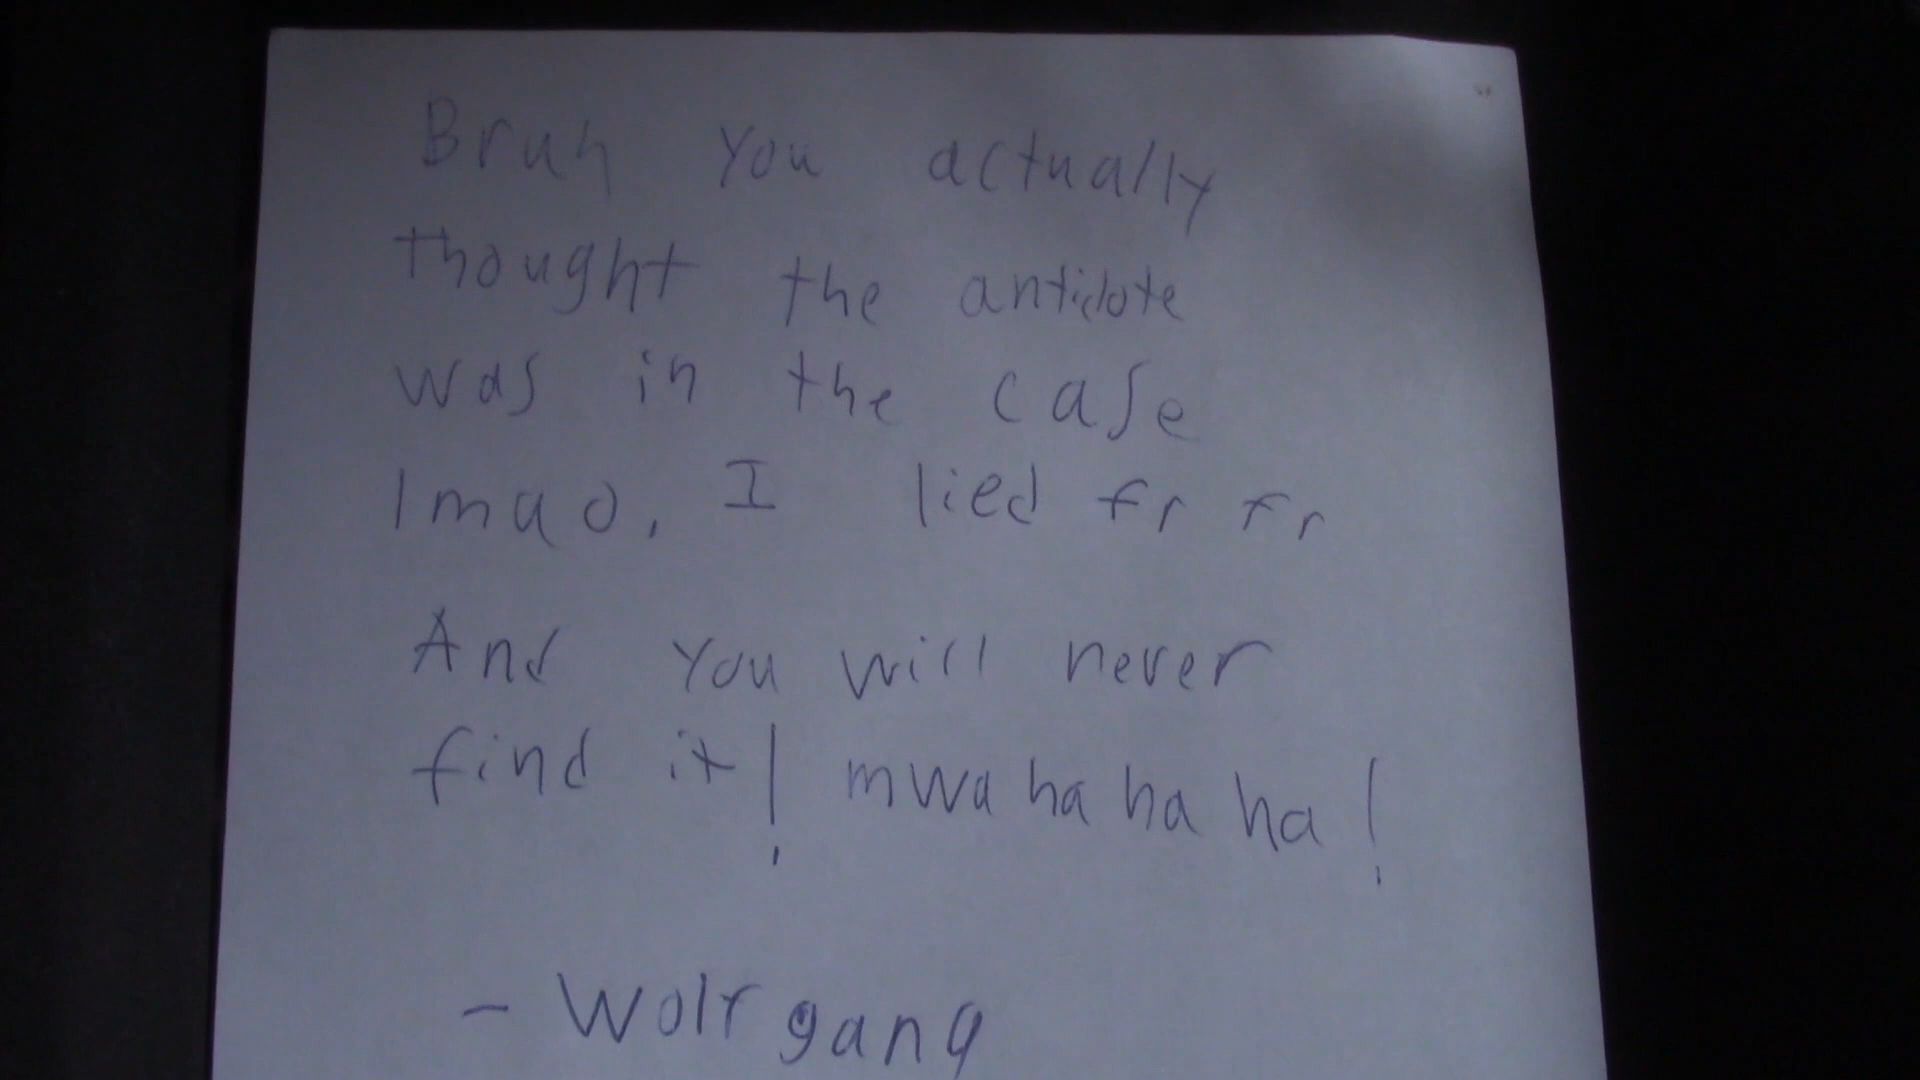 Bruh you actually
thought the antidote
was in the case
lmao, I lied fr fr
And you will never
find it! mwa ha ha ha!
- Wolfgang